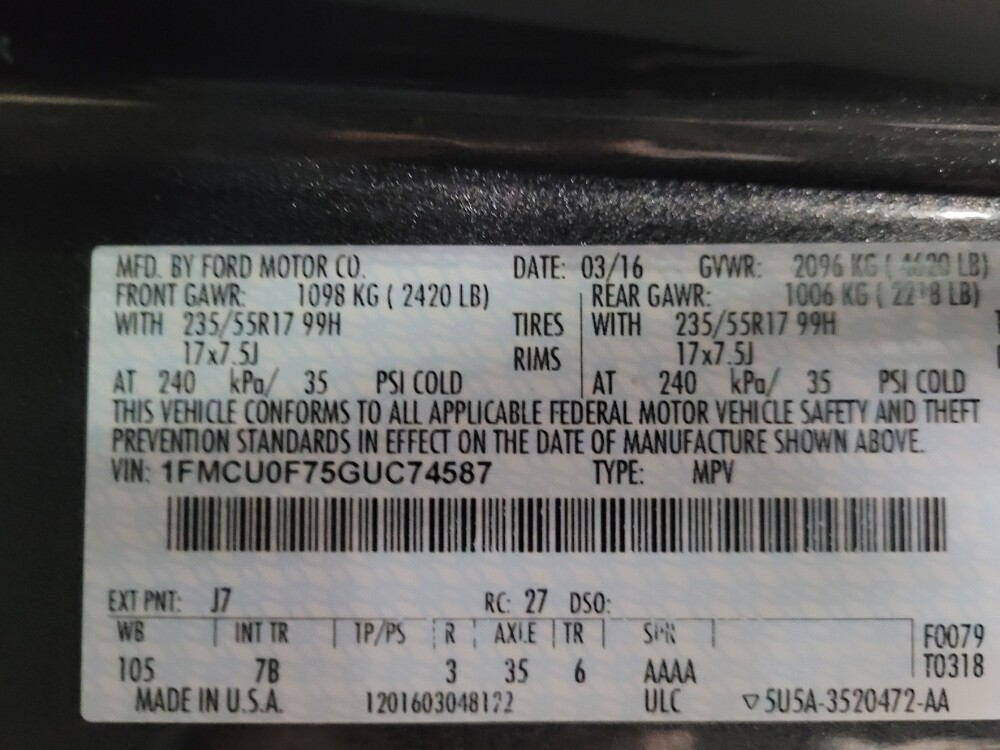 MFD. BY FORD MOTOR CO. DATE: 03/16 GVWR: 2096 KG ( 4620 LB)
FRONT GAWR: 1098 KG ( 2420 LB) REAR GAWR: 1006 KG ( 2218 LB)
WITH 235/55R17 99H TIRES WITH 235/55R17 99H
17x7.5J RIMS 17x7.5J
AT 240 kPa/ 35 PSI COLD AT 240 kPa/ 35 PSI COLD
THIS VEHICLE CONFORMS TO ALL APPLICABLE FEDERAL MOTOR VEHICLE SAFETY AND THEFT
PREVENTION STANDARDS IN EFFECT ON THE DATE OF MANUFACTURE SHOWN ABOVE.
VIN: 1FMCU0F75GUC74587 TYPE: MPV
EXT PNT: J7 RC: 27 DSO:
WB INT TR TP/PS R AXLE TR SPR F0079
105 7B 3 35 6 AAAA T0318
MADE IN U.S.A. 1201603048122 ULC ▽5U5A-3520472-AA